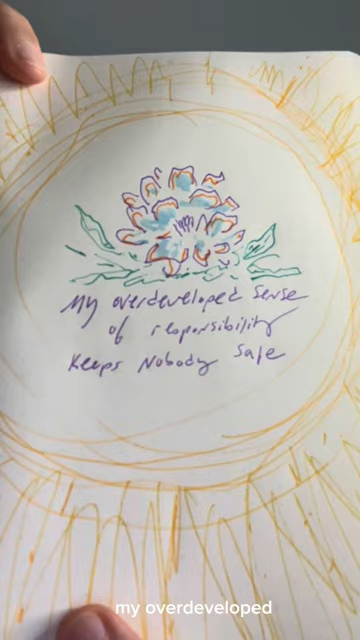 My overdeveloped sense
of responsibility
Keeps Nobody Safe
my overdeveloped